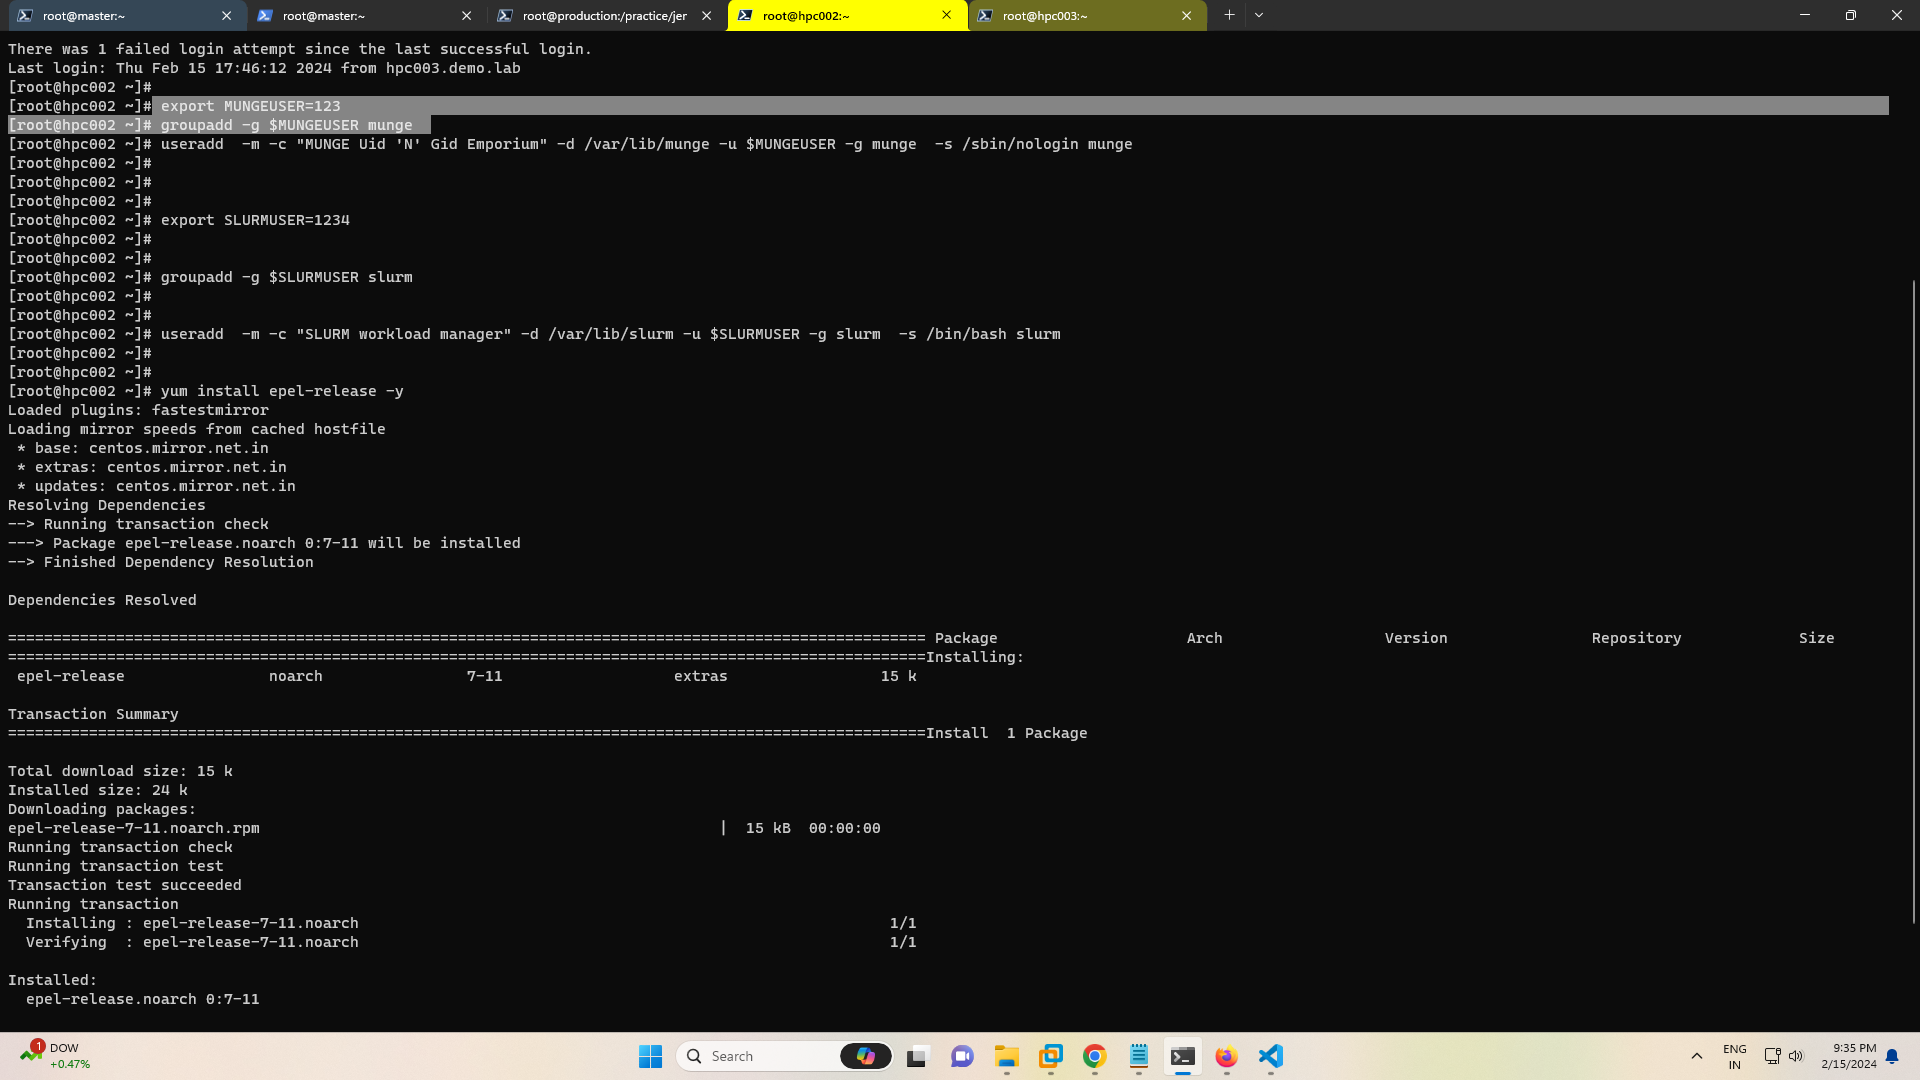 root@master:~
root@master:~
root@production:/practice/jer
root@hpc002:~
root@hpc003:~
There was 1 failed login attempt since the last successful login.
Last login: Thu Feb 15 17:46:12 2024 from hpc003.demo.lab
[root@hpc002 ~]#
[root@hpc002 ~]# export MUNGEUSER=123
[root@hpc002 ~]# groupadd -g $MUNGEUSER munge
[root@hpc002 ~]# useradd  -m -c "MUNGE Uid 'N' Gid Emporium" -d /var/lib/munge -u $MUNGEUSER -g munge  -s /sbin/nologin munge
[root@hpc002 ~]#
[root@hpc002 ~]#
[root@hpc002 ~]#
[root@hpc002 ~]# export SLURMUSER=1234
[root@hpc002 ~]#
[root@hpc002 ~]#
[root@hpc002 ~]# groupadd -g $SLURMUSER slurm
[root@hpc002 ~]#
[root@hpc002 ~]#
[root@hpc002 ~]# useradd  -m -c "SLURM workload manager" -d /var/lib/slurm -u $SLURMUSER -g slurm  -s /bin/bash slurm
[root@hpc002 ~]#
[root@hpc002 ~]#
[root@hpc002 ~]# yum install epel-release -y
Loaded plugins: fastestmirror
Loading mirror speeds from cached hostfile
 * base: centos.mirror.net.in
 * extras: centos.mirror.net.in
 * updates: centos.mirror.net.in
Resolving Dependencies
--> Running transaction check
---> Package epel-release.noarch 0:7-11 will be installed
--> Finished Dependency Resolution
Dependencies Resolved
====================================================================================================== Package Arch Version Repository Size
======================================================================================================Installing:
 epel-release noarch 7-11 extras 15 k
Transaction Summary
======================================================================================================Install  1 Package
Total download size: 15 k
Installed size: 24 k
Downloading packages:
epel-release-7-11.noarch.rpm |  15 kB  00:00:00
Running transaction check
Running transaction test
Transaction test succeeded
Running transaction
  Installing : epel-release-7-11.noarch 1/1
  Verifying  : epel-release-7-11.noarch 1/1
Installed:
  epel-release.noarch 0:7-11
1
DOW
+0.47%
Search
ENG
IN
9:35 PM
2/15/2024